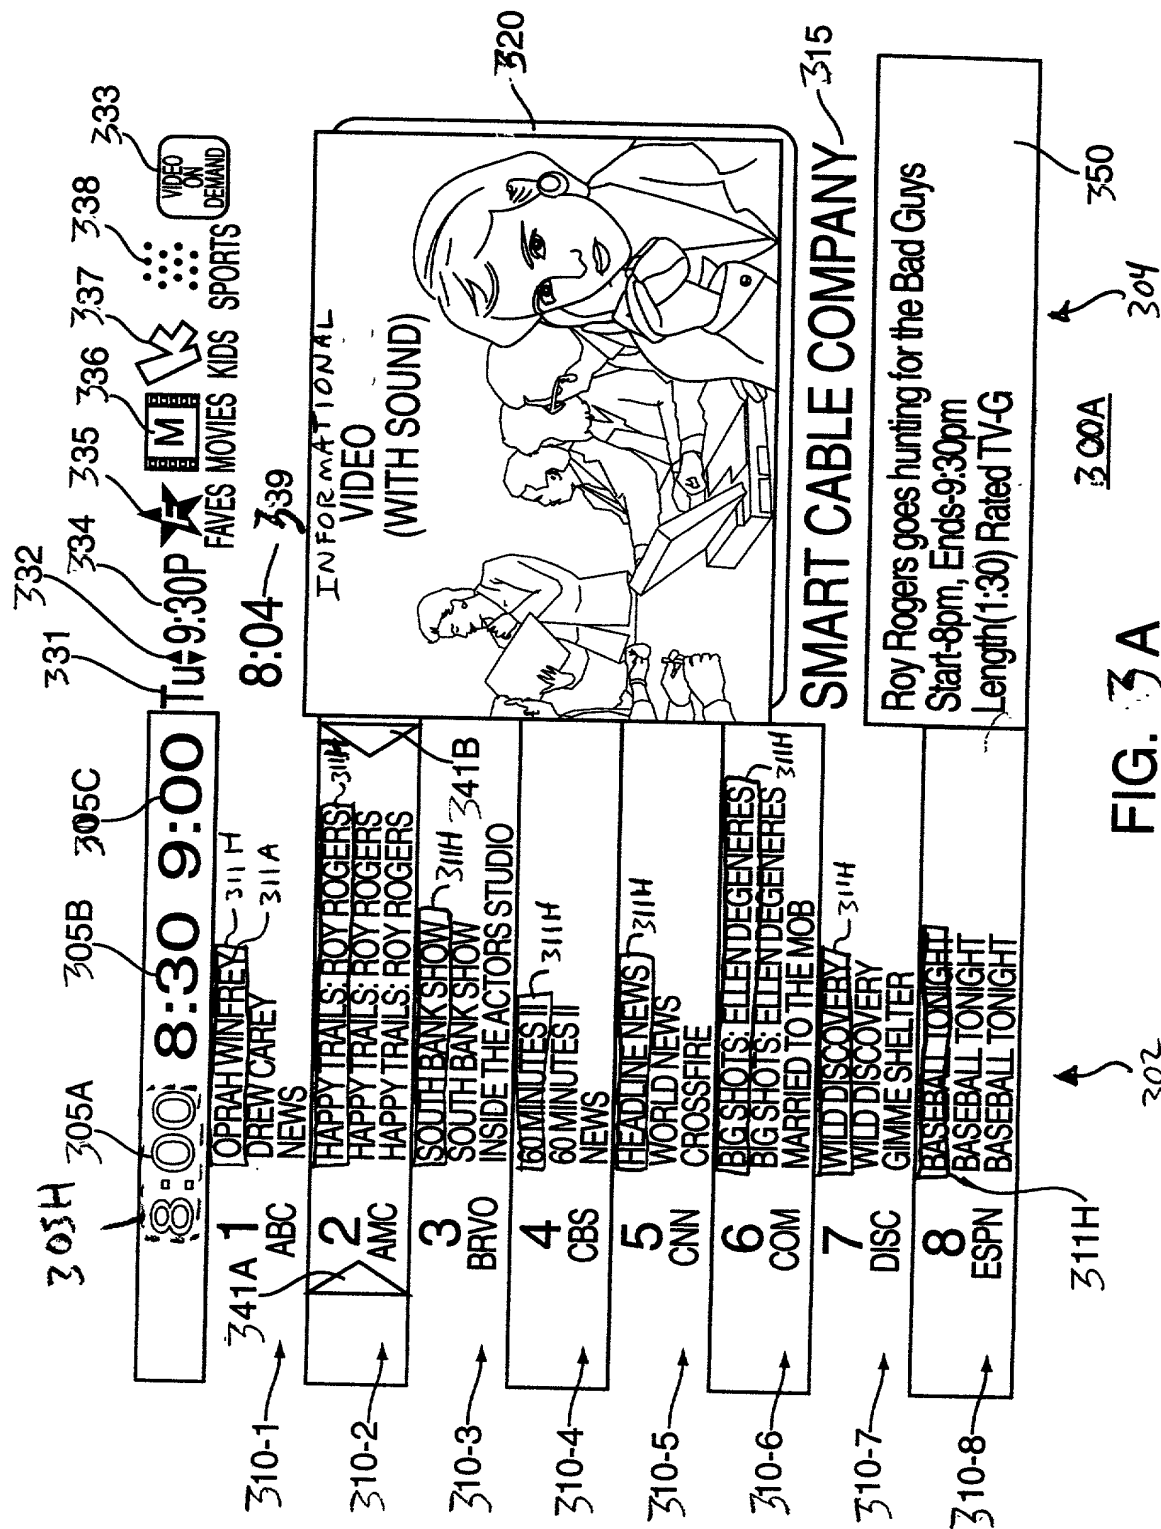 331
332
334
335
336
337
338
333
305H
305A
305B
305C
8:00 8:30 9:00
Tu 9:30P
F
FAVES
M
MOVIES
KIDS
SPORTS
VIDEO
ON
DEMAND
8:04
339
320
341A
310-1
1
ABC
OPRAH WINFREY
DREW CAREY
NEWS
311H
311A
310-2
2
AMC
HAPPY TRAILS: ROY ROGERS
HAPPY TRAILS: ROY ROGERS
HAPPY TRAILS: ROY ROGERS
311H
341B
310-3
3
BRVO
SOUTH BANK SHOW
SOUTH BANK SHOW
INSIDE THE ACTORS STUDIO
311H
310-4
4
CBS
60 MINUTES II
60 MINUTES II
NEWS
311H
310-5
5
CNN
HEADLINE NEWS
WORLD NEWS
CROSSFIRE
311H
310-6
6
COM
BIG SHOTS: ELLEN DEGENERES
BIG SHOTS: ELLEN DEGENERES
MARRIED TO THE MOB
311H
310-7
7
DISC
WILD DISCOVERY
WILD DISCOVERY
GIMME SHELTER
311H
310-8
8
ESPN
BASEBALL TONIGHT
BASEBALL TONIGHT
BASEBALL TONIGHT
311H
INFORMATIONAL
VIDEO
(WITH SOUND)
SMART CABLE COMPANY
315
Roy Rogers goes hunting for the Bad Guys
Start-8pm, Ends-9:30pm
Length(1:30) Rated TV-G
350
302
304
300A
FIG. 3A